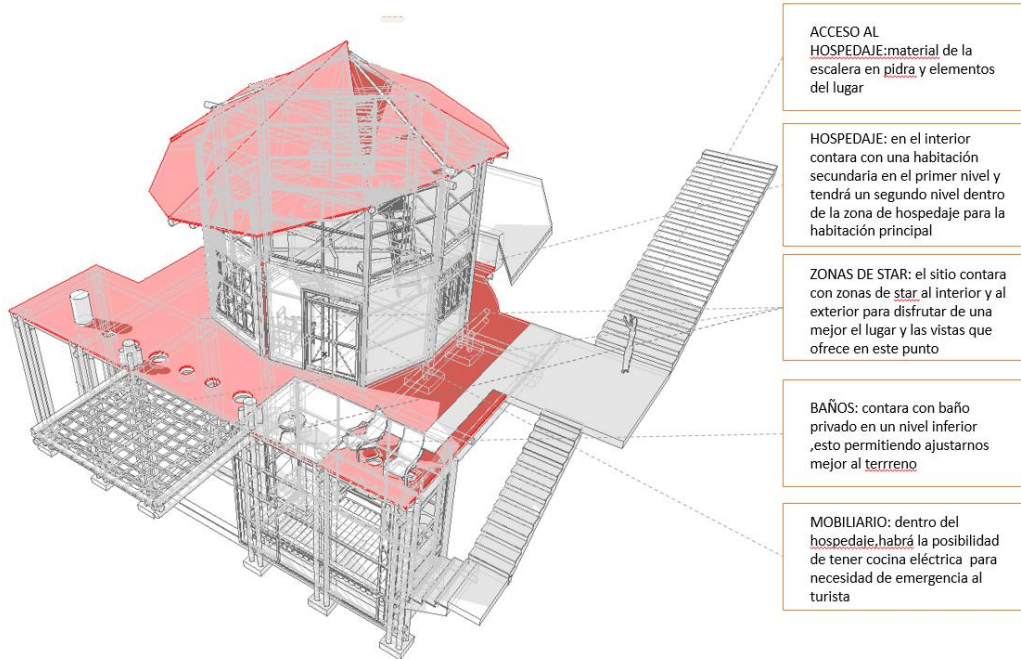 ACCESO AL
HOSPEDAJE:material de la
escalera en pidra y elementos
del lugar
HOSPEDAJE: en el interior
contara con una habitación
secundaria en el primer nivel y
tendrá un segundo nivel dentro
de la zona de hospedaje para la
habitación principal
ZONAS DE STAR: el sitio contara
con zonas de star al interior y al
exterior para disfrutar de una
mejor el lugar y las vistas que
ofrece en este punto
BAÑOS: contara con baño
privado en un nivel inferior
,esto permitiendo ajustarnos
mejor al terrreno
MOBILIARIO: dentro del
hospedaje,habrá la posibilidad
de tener cocina eléctrica para
necesidad de emergencia al
turista